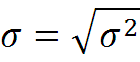 σ = √σ²